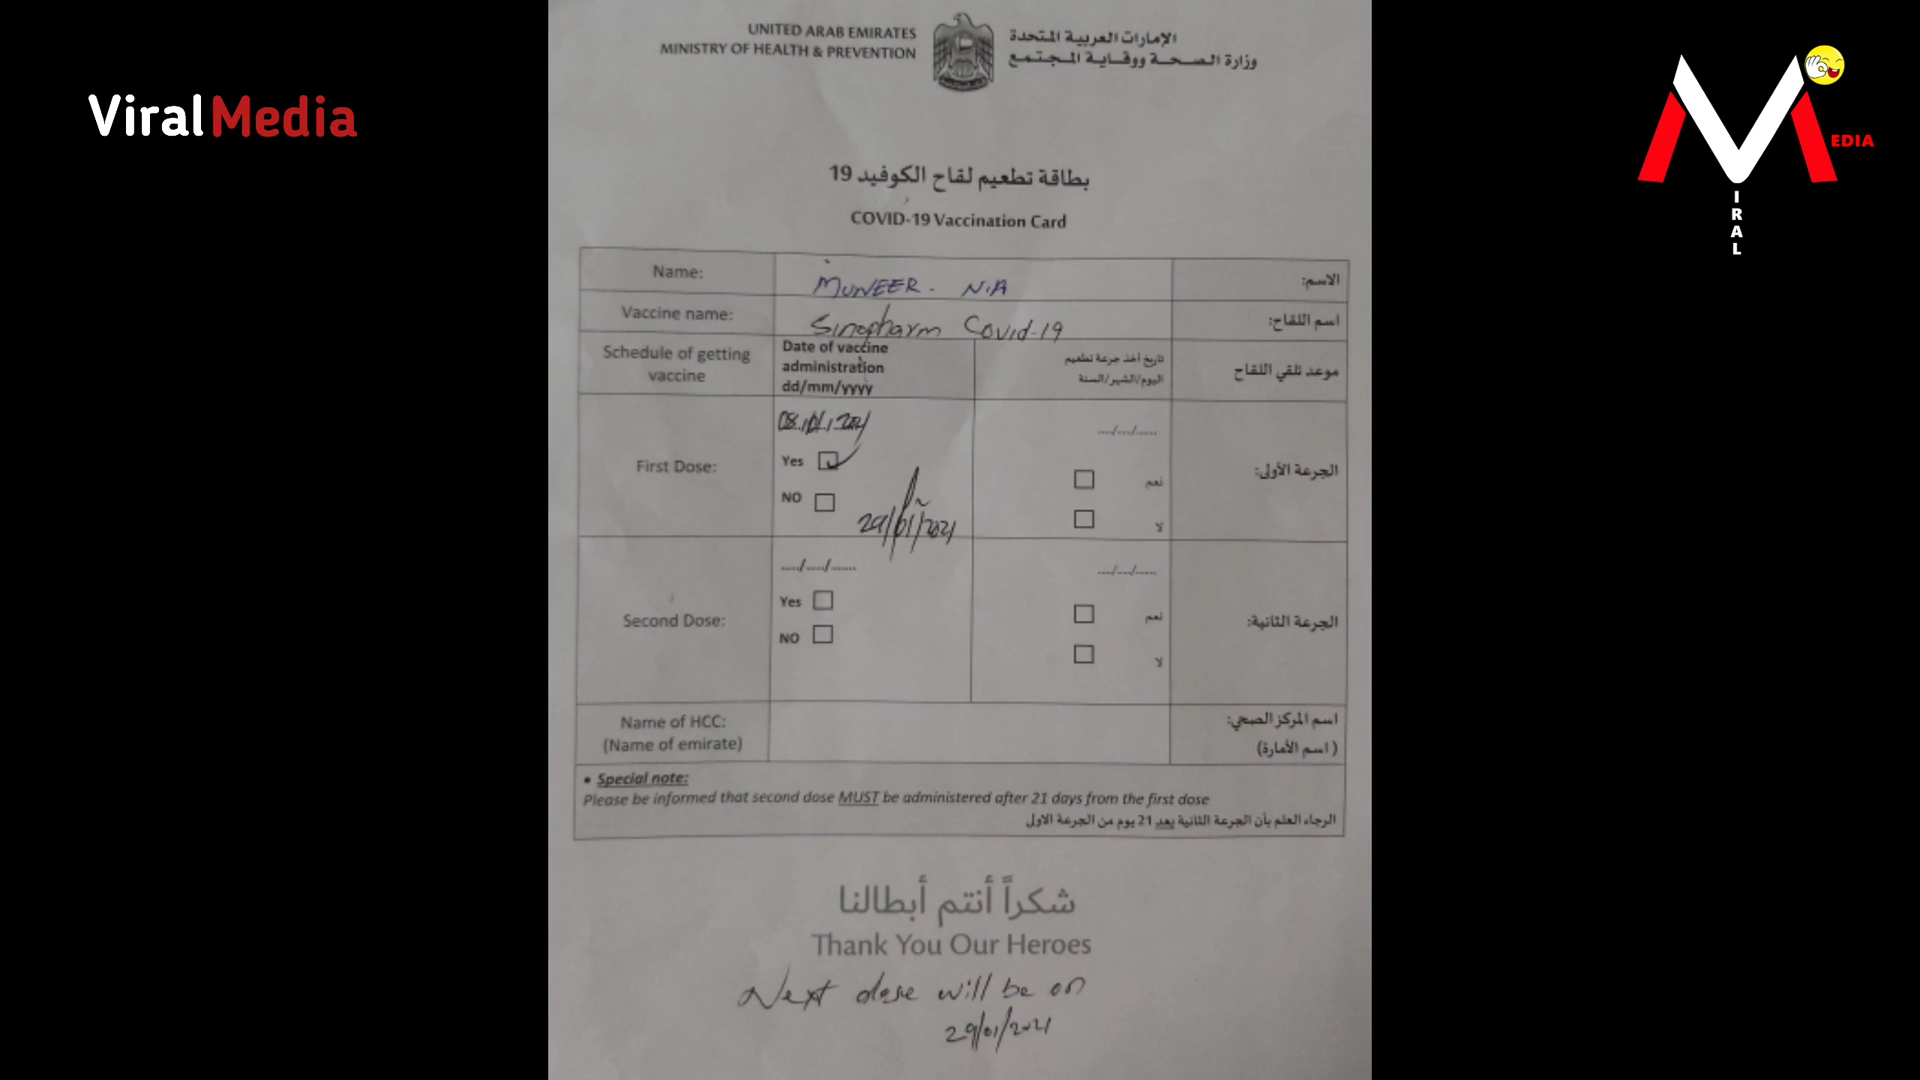 ViralMedia
UNITED ARAB EMIRATES
MINISTRY OF HEALTH & PREVENTION
الإمارات العربية المتحدة
وزارة الصحة ووقاية المجتمع
M EDIA
IRAL
بطاقة تطعيم لقاح الكوفيد 19
COVID-19 Vaccination Card
Name: MUNEER. N.A الاسم:
Vaccine name: Sinopharm Covid-19 اسم اللقاح:
Schedule of getting vaccine
Date of vaccine
administration
dd/mm/yyyy
تاريخ أخذ جرعة تطعيم
اليوم/الشهر/السنة
موعد تلقي اللقاح
08/01/2021
First Dose:
Yes
NO
29/01/2021
..../..../......
نعم
لا
الجرعة الأولى:
Second Dose:
...../...../......
Yes
NO
..../..../......
نعم
لا
الجرعة الثانية:
Name of HCC:
(Name of emirate)
اسم المركز الصحي:
( اسم الأمارة)
• Special note:
Please be informed that second dose MUST be administered after 21 days from the first dose
الرجاء العلم بأن الجرعة الثانية بعد 21 يوم من الجرعة الاولى
شكراً أنتم أبطالنا
Thank You Our Heroes
Next dose will be on
29/01/2021